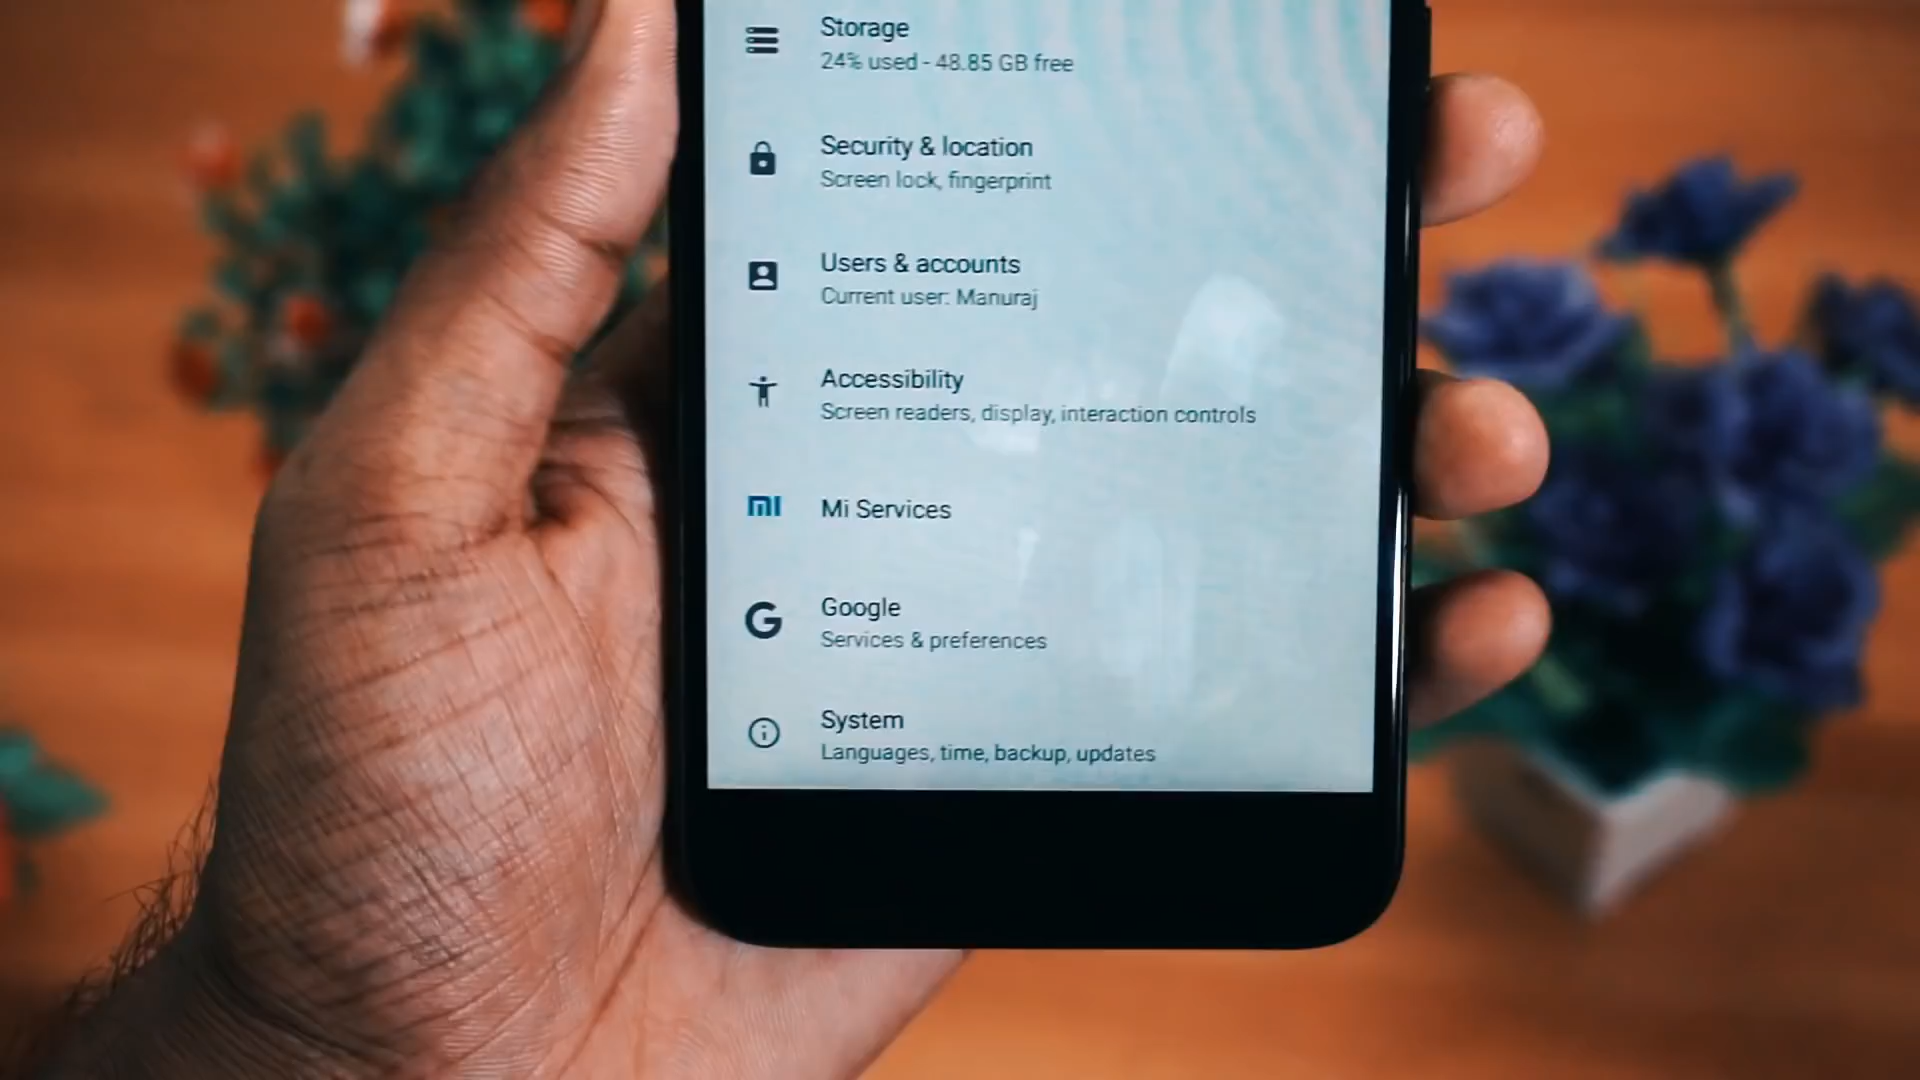 Storage
24% used - 48.85 GB free
Security & location
Screen lock, fingerprint
Users & accounts
Current user: Manuraj
Accessibility
Screen readers, display, interaction controls
MI
Mi Services
G
Google
Services & preferences
System
Languages, time, backup, updates